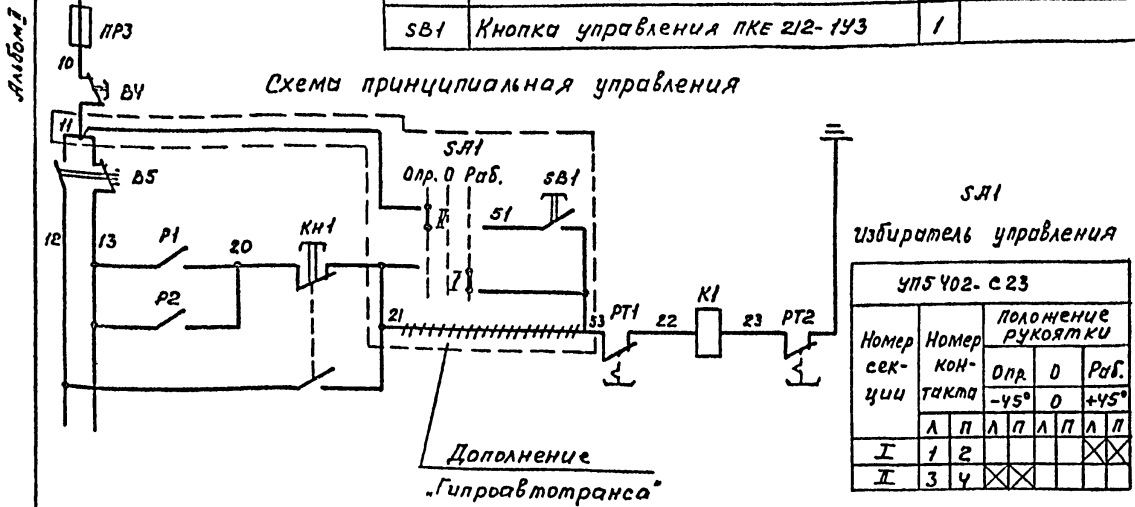 Альбом I
SB1 Кнопка управления ПКЕ 212-1У3 1
ПР3
10
В4
Схема принципиальная управления
11
SA1
Опр. 0 Раб.
SB1
В5
II
51
12
13
Р1
20
КН1
I
Р2
21
53
РТ1
22
К1
23
РТ2
Дополнение
„Гипроавтотранса"
SA1
избиратель управления
УП5402-С23
Номер секции
Номер контакта
Положение рукоятки
Опр. 0 Раб.
-45° 0 +45°
Л П Л П Л П Л П
I 1 2
II 3 4